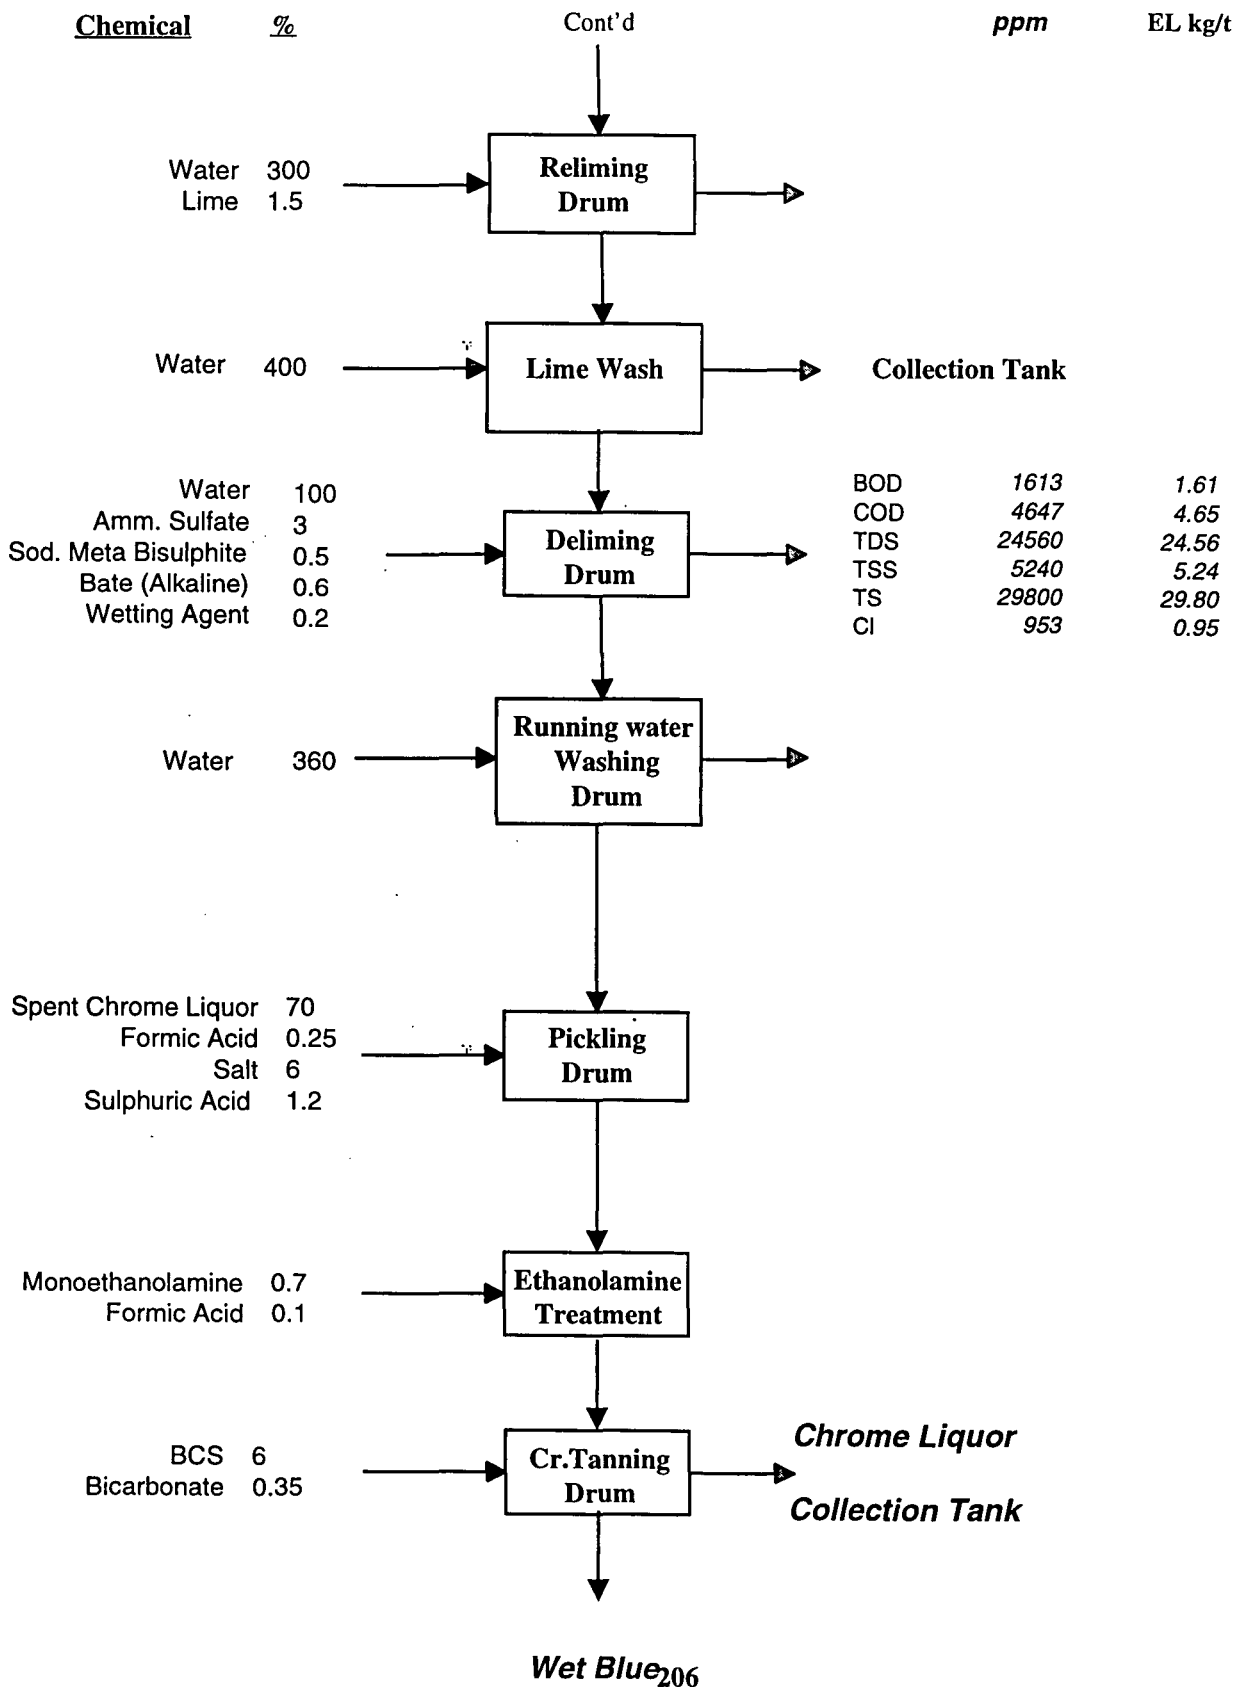 Chemical % Cont'd ppm EL kg/t
Water 300
Lime 1.5
Reliming
Drum
Water 400
Lime Wash
Collection Tank
Water 100
Amm. Sulfate 3
Sod. Meta Bisulphite 0.5
Bate (Alkaline) 0.6
Wetting Agent 0.2
Deliming
Drum
BOD 1613 1.61
COD 4647 4.65
TDS 24560 24.56
TSS 5240 5.24
TS 29800 29.80
Cl 953 0.95
Water 360
Running water
Washing
Drum
Spent Chrome Liquor 70
Formic Acid 0.25
Salt 6
Sulphuric Acid 1.2
Pickling
Drum
Monoethanolamine 0.7
Formic Acid 0.1
Ethanolamine
Treatment
BCS 6
Bicarbonate 0.35
Cr.Tanning
Drum
Chrome Liquor
Collection Tank
Wet Blue 206